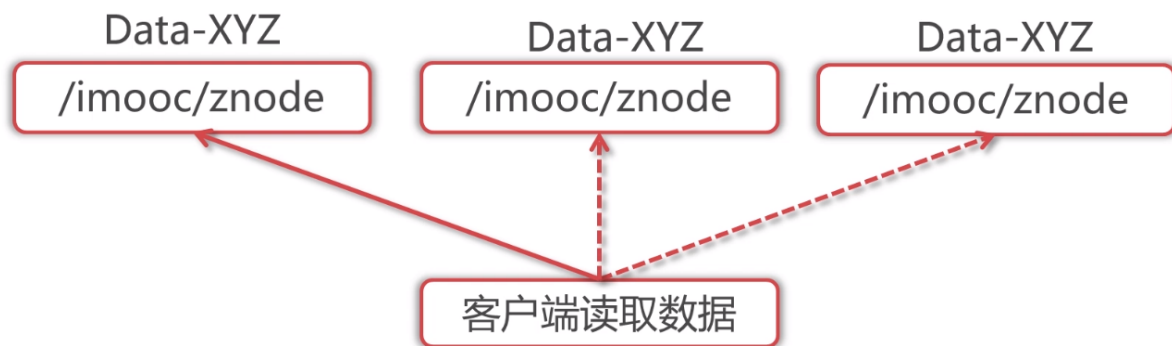 Data-XYZ Data-XYZ Data-XYZ
/imooc/znode /imooc/znode /imooc/znode
客户端读取数据